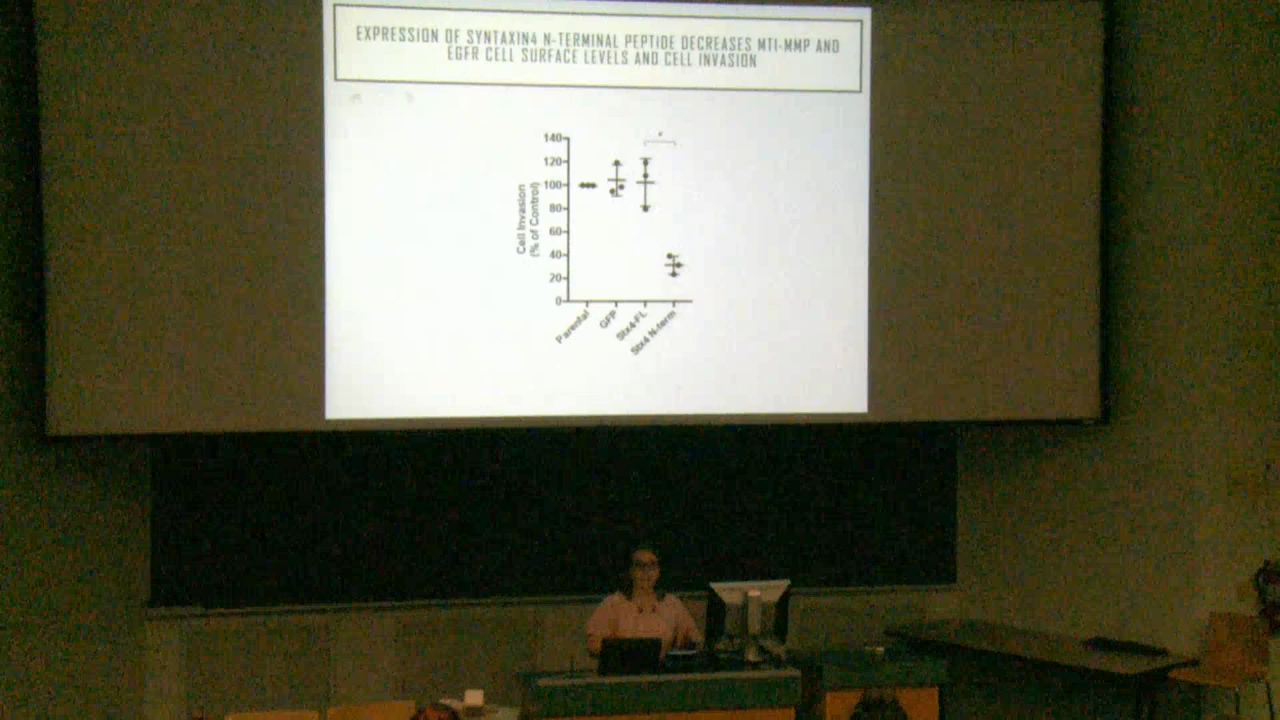 EXPRESSION OF SYNTAXIN4 N-TERMINAL PEPTIDE DECREASES MT1-MMP AND
EGFR CELL SURFACE LEVELS AND CELL INVASION
*
140
120
100
80
60
40
20
0
Cell Invasion
(% of Control)
Parental
GFP
Stx4-FL
Stx4 N-term